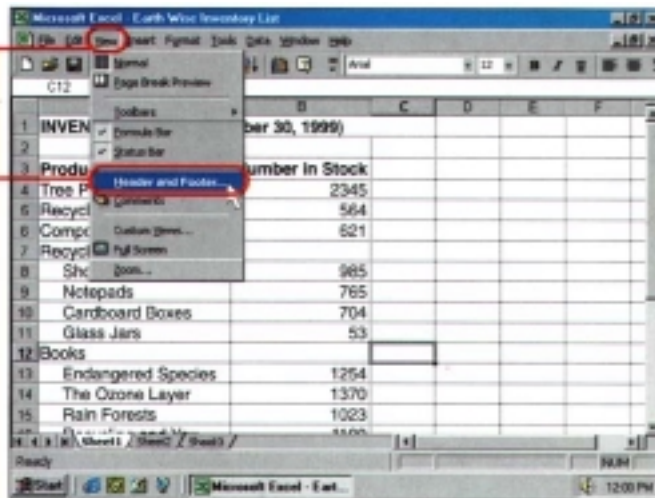 Microsoft Excel - Earth Wise Inventory List
File Edit View Insert Format Tools Data Window Help
Arial 12 B I U
C12
Normal
Page Break Preview
Toolbars
Formula Bar
Status Bar
Header and Footer...
Comments
Custom Views...
Full Screen
Zoom...
B C D E F
1 INVEN ber 30, 1999)
2
3 Produ umber In Stock
4 Tree P 2345
5 Recycl 564
6 Compo 621
7 Recycl
8 Sho 985
9 Notepads 765
10 Cardboard Boxes 704
11 Glass Jars 53
12 Books
13 Endangered Species 1254
14 The Ozone Layer 1370
15 Rain Forests 1023
Sheet1 Sheet2 Sheet3
Ready NUM
Start Microsoft Excel - Eart... 12:00 PM